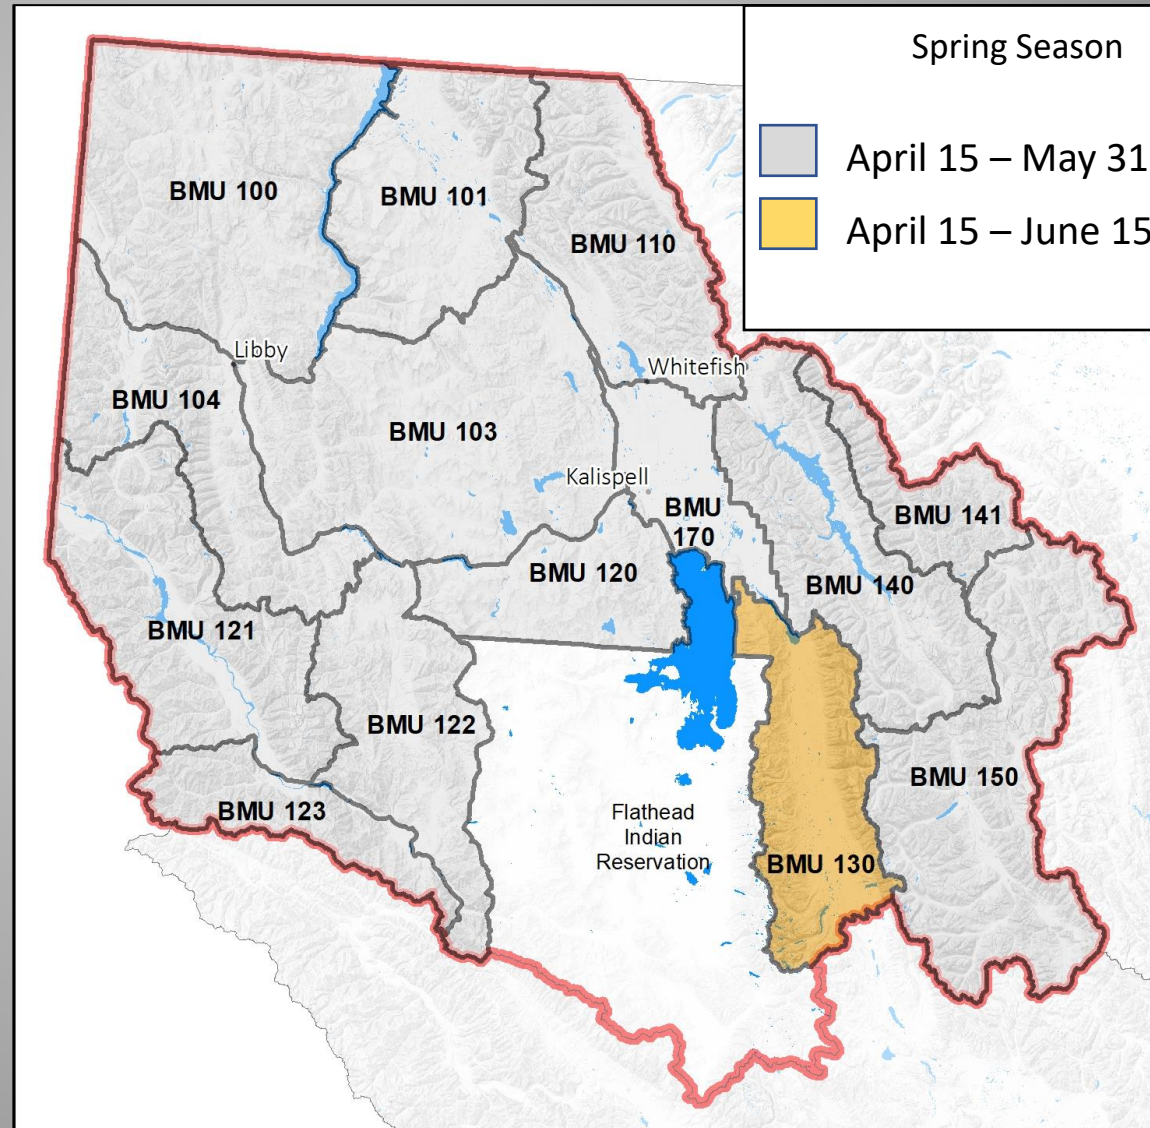 Spring Season
April 15 – May 31
April 15 – June 15
BMU 100
BMU 101
BMU 110
Libby
Whitefish
BMU 104
BMU 103
Kalispell
BMU
170
BMU 141
BMU 120
BMU 140
BMU 121
BMU 122
BMU 150
BMU 123
Flathead
Indian
Reservation
BMU 130